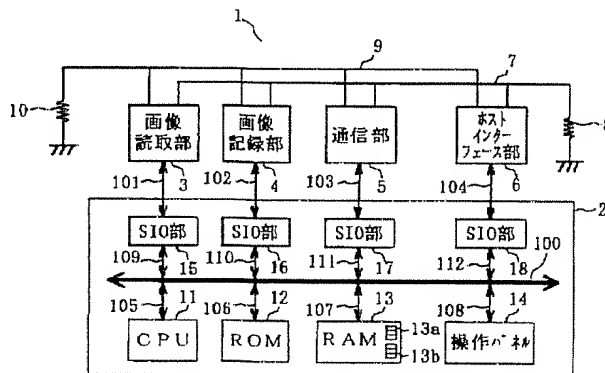 1
9
7
10
画像
読取部
画像
記録部
通信部
ホスト
インター
フェース部
8
101
3
102
4
103
5
104
6
2
SIO部
SIO部
SIO部
SIO部
109
15
110
16
111
17
112
18
100
105
11
106
12
107
13
108
14
CPU
ROM
RAM
13a
13b
操作パネル